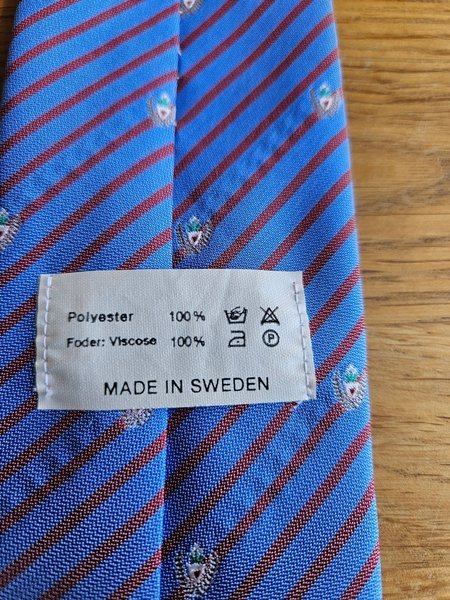 Polyester 100%
Foder: Viscose 100% P
MADE IN SWEDEN